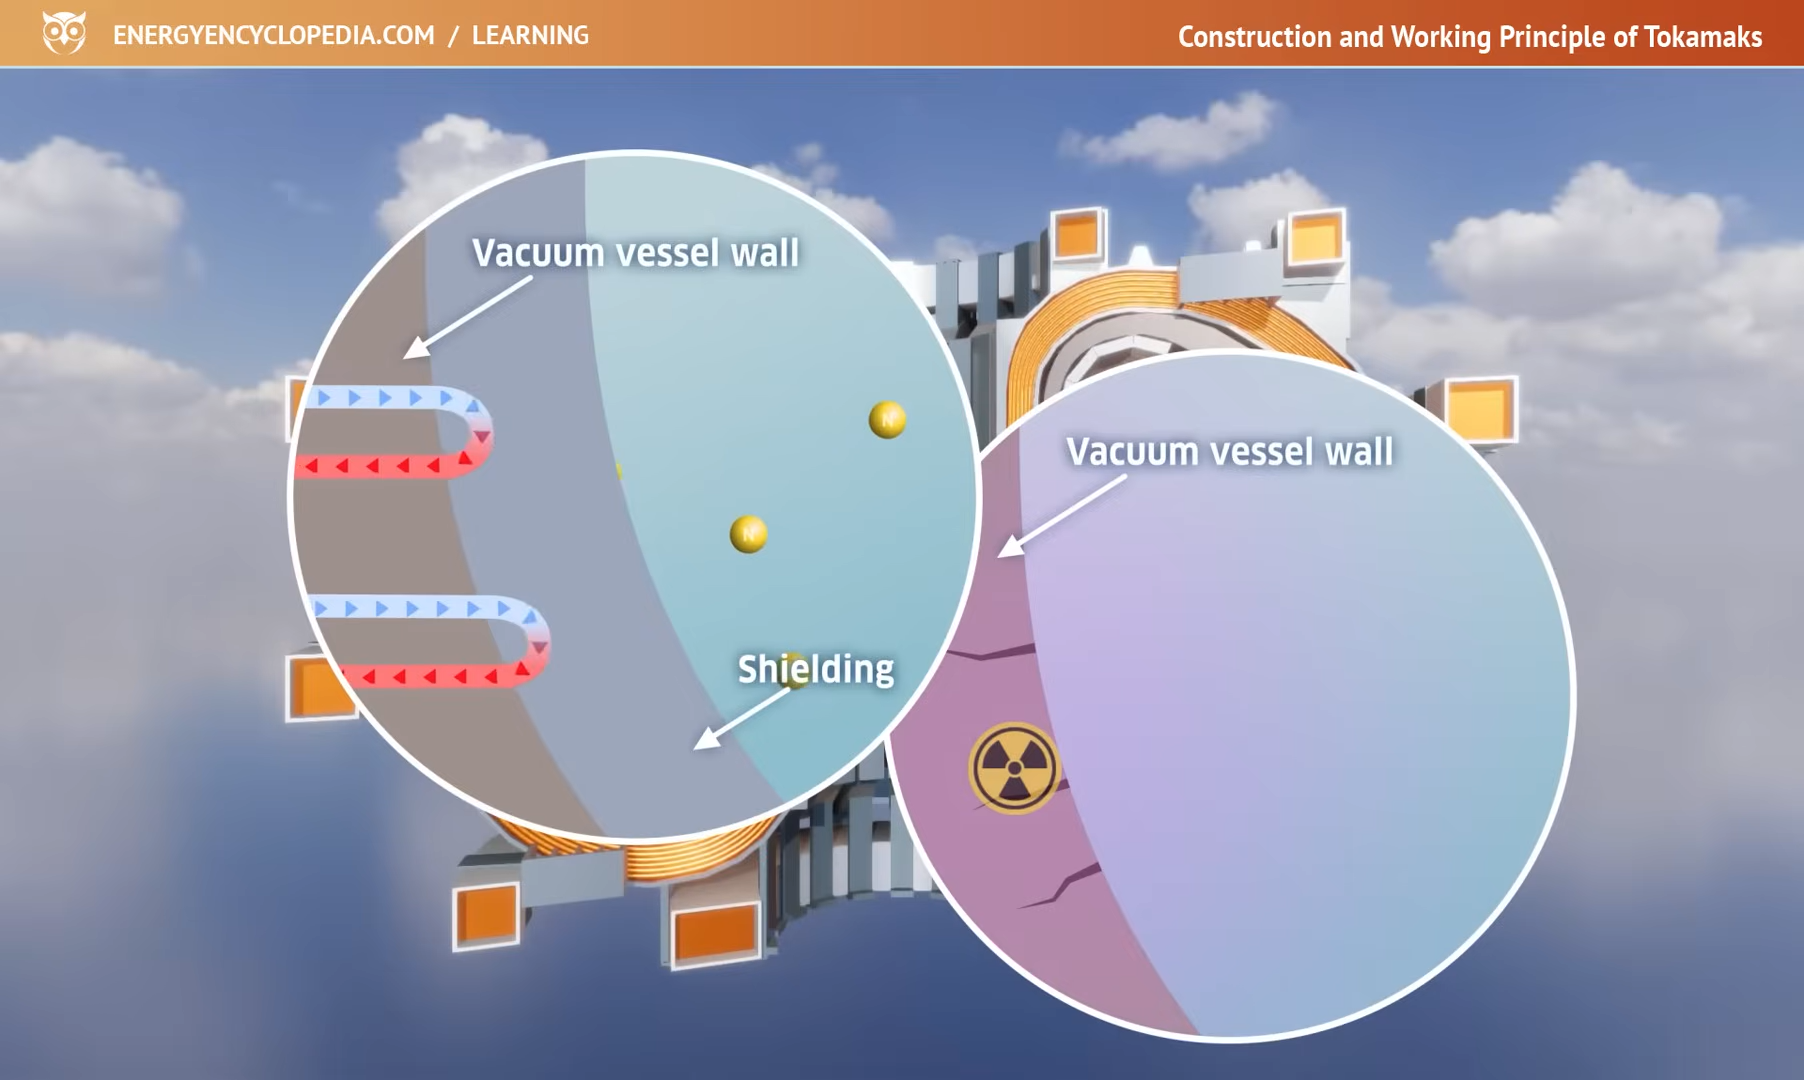 ENERGYENCYCLOPEDIA.COM / LEARNING
Construction and Working Principle of Tokamaks
Vacuum vessel wall
N
Vacuum vessel wall
N
Shielding